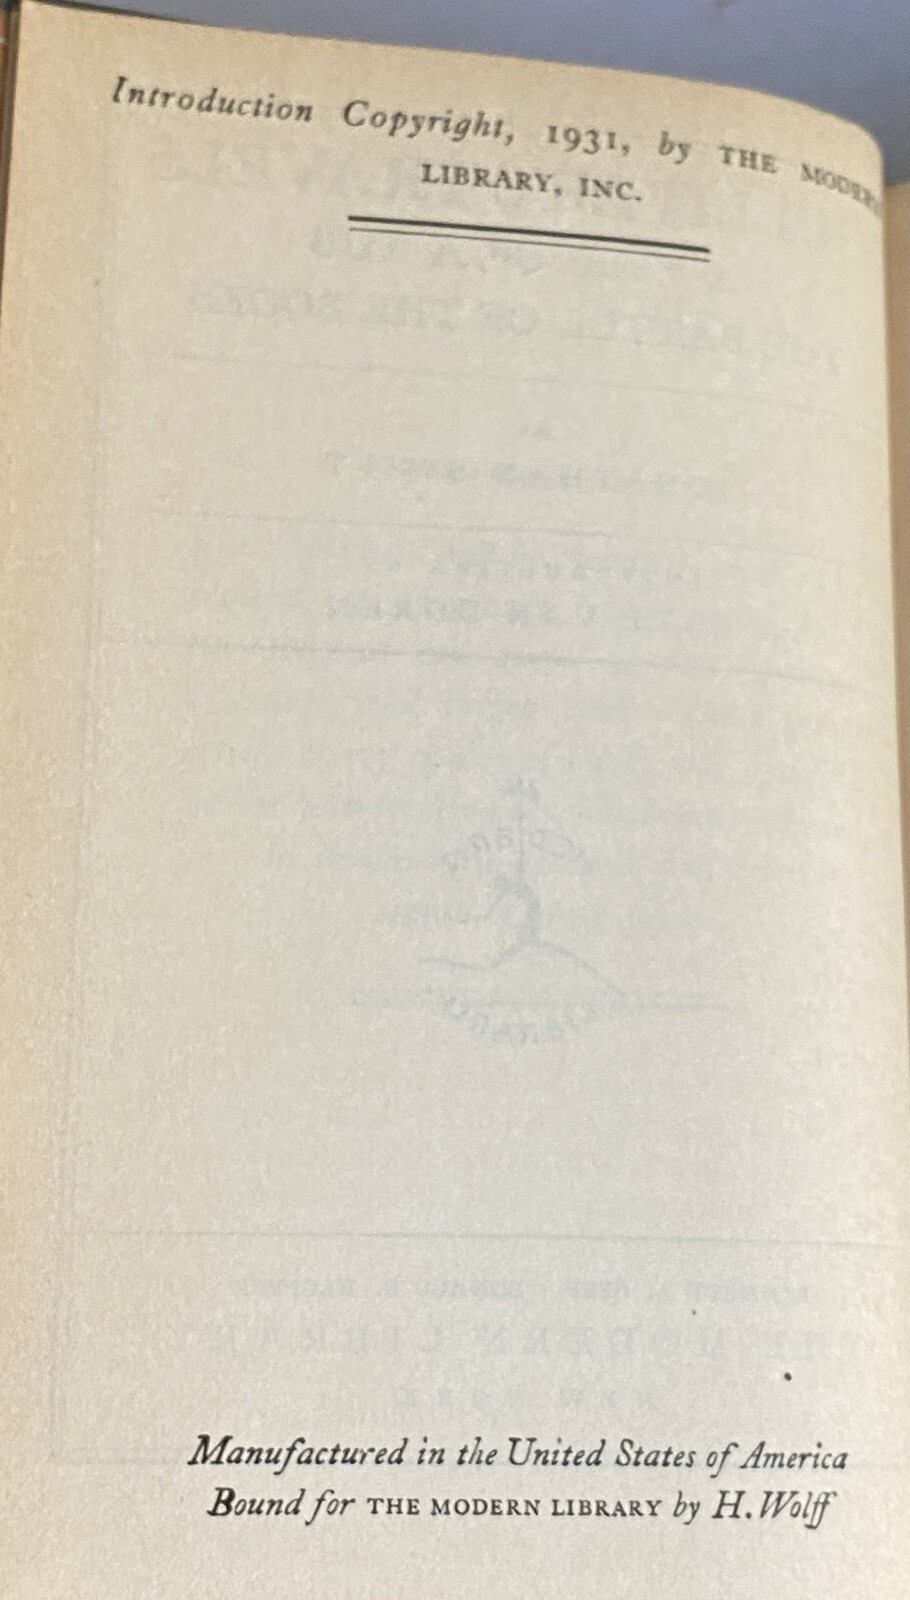 Introduction Copyright, 1931, by THE MODERN
LIBRARY, INC.
Manufactured in the United States of America
Bound for THE MODERN LIBRARY by H. Wolff